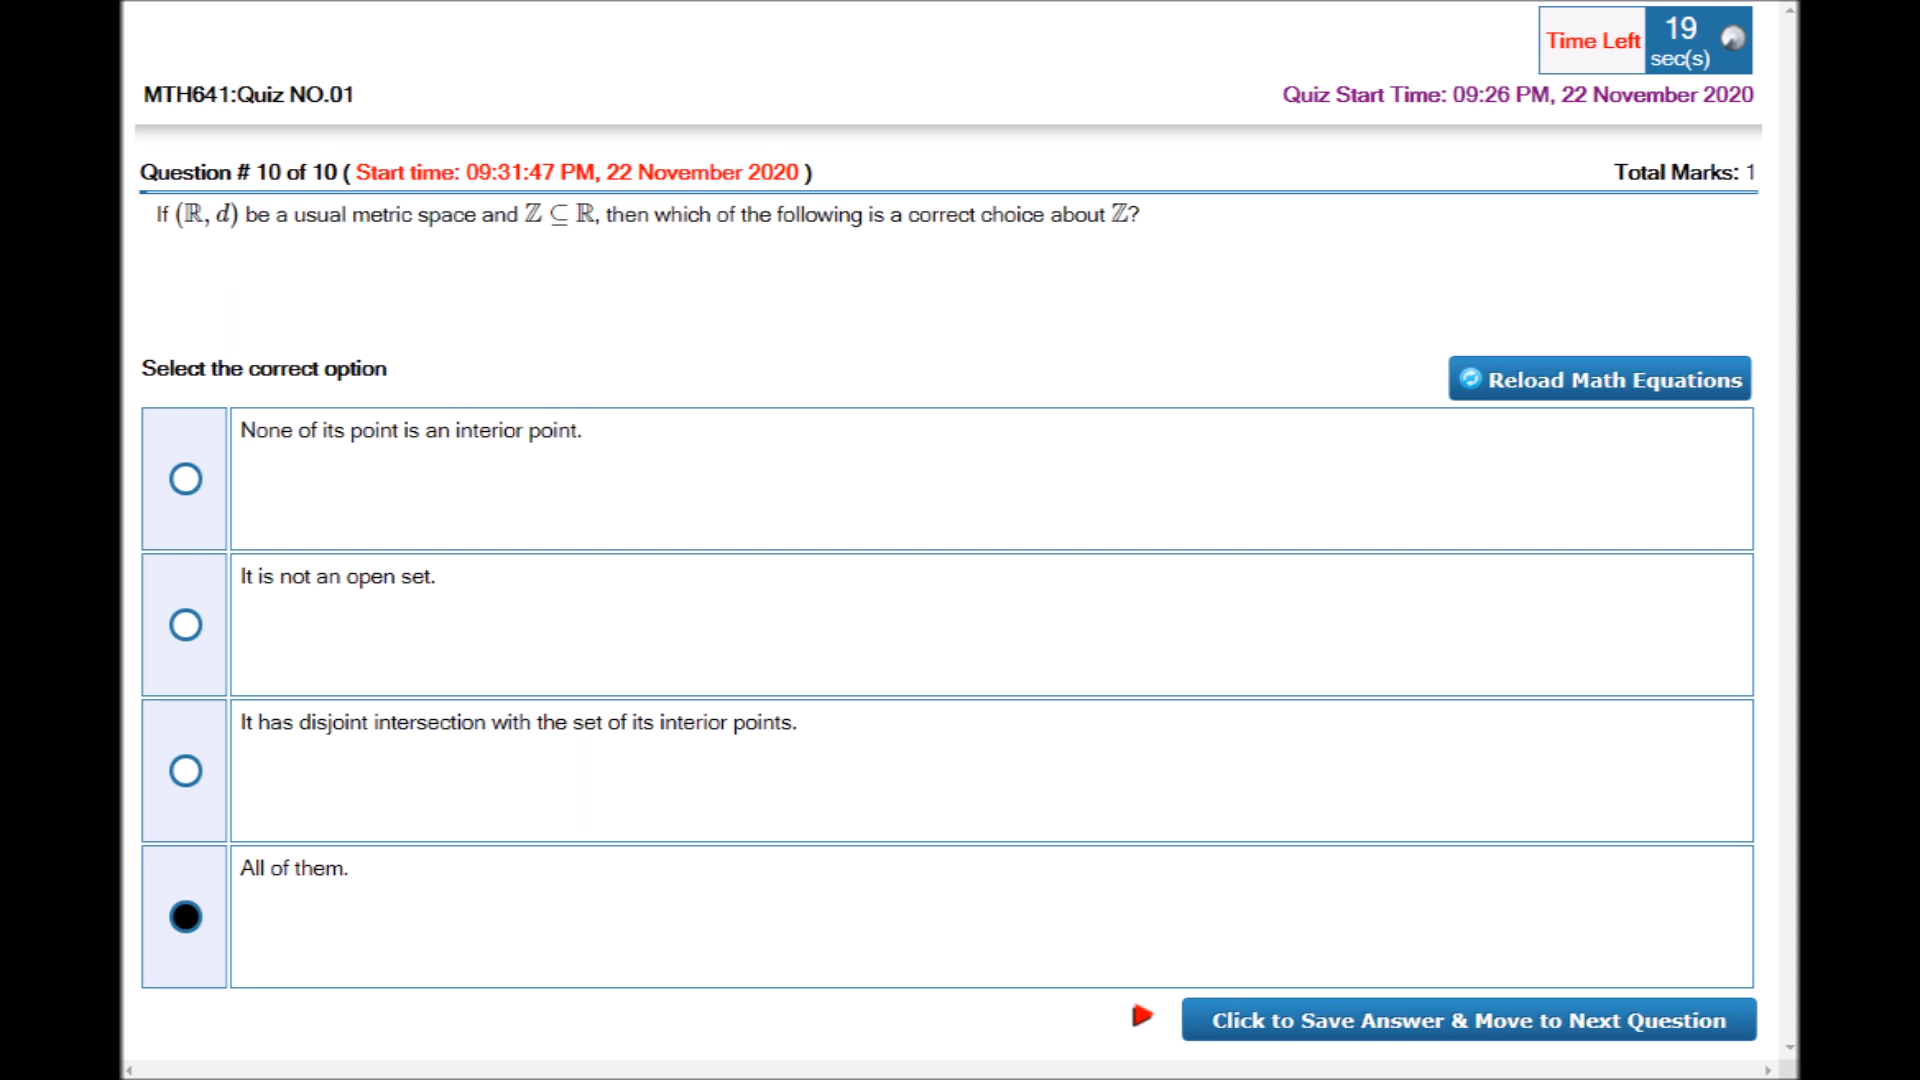 Time Left 19 sec(s)
MTH641:Quiz NO.01
Quiz Start Time: 09:26 PM, 22 November 2020
Question # 10 of 10 ( Start time: 09:31:47 PM, 22 November 2020 )
Total Marks: 1
If (ℝ, d) be a usual metric space and ℤ ⊆ ℝ, then which of the following is a correct choice about ℤ?
Select the correct option
Reload Math Equations
None of its point is an interior point.
It is not an open set.
It has disjoint intersection with the set of its interior points.
All of them.
Click to Save Answer & Move to Next Question